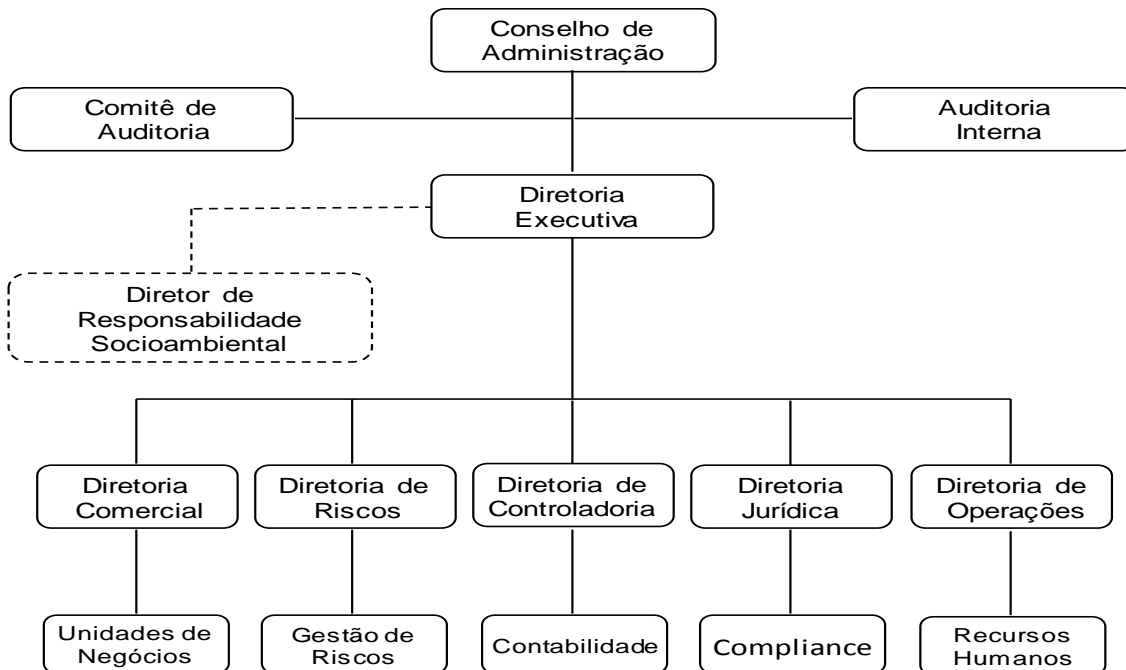 Conselho de
Administração
Comitê de
Auditoria
Auditoria
Interna
Diretoria
Executiva
Diretor de
Responsabilidade
Socioambiental
Diretoria
Comercial
Diretoria de
Riscos
Diretoria de
Controladoria
Diretoria
Jurídica
Diretoria de
Operações
Unidades de
Negócios
Gestão de
Riscos
Contabilidade
Compliance
Recursos
Humanos